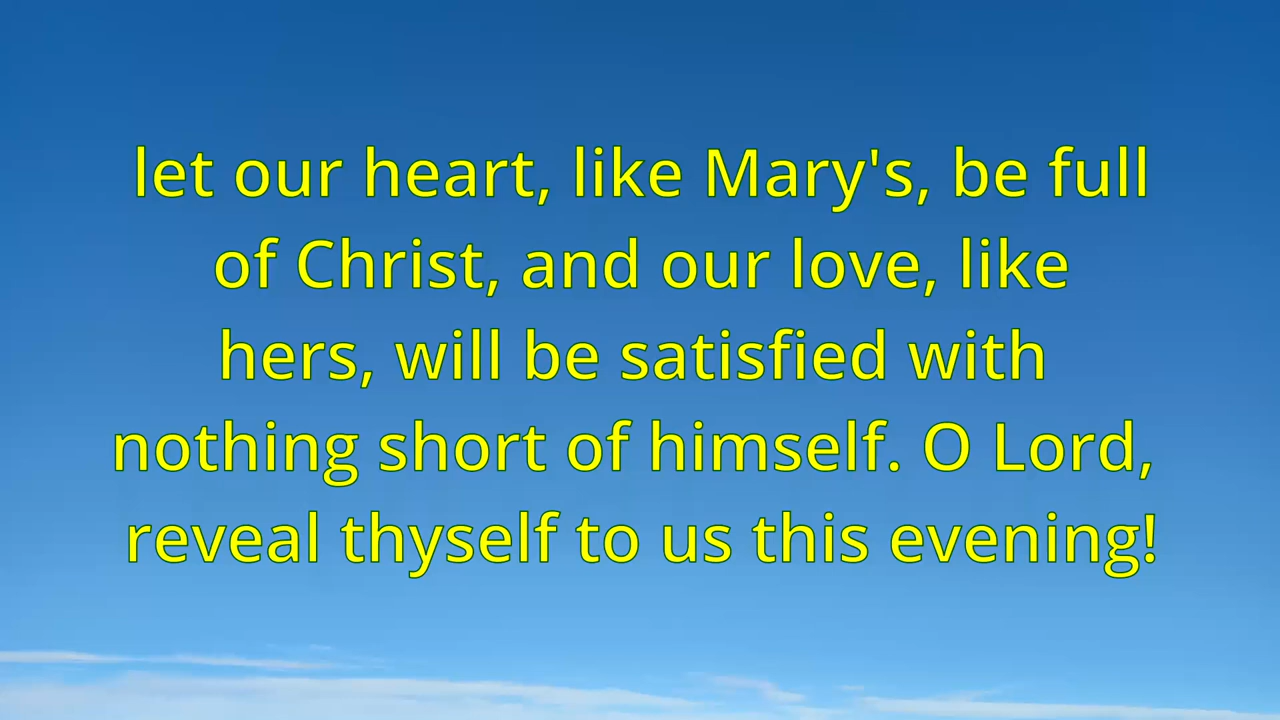 let our heart, like Mary's, be full
of Christ, and our love, like
hers, will be satisfied with
nothing short of himself. O Lord,
reveal thyself to us this evening!